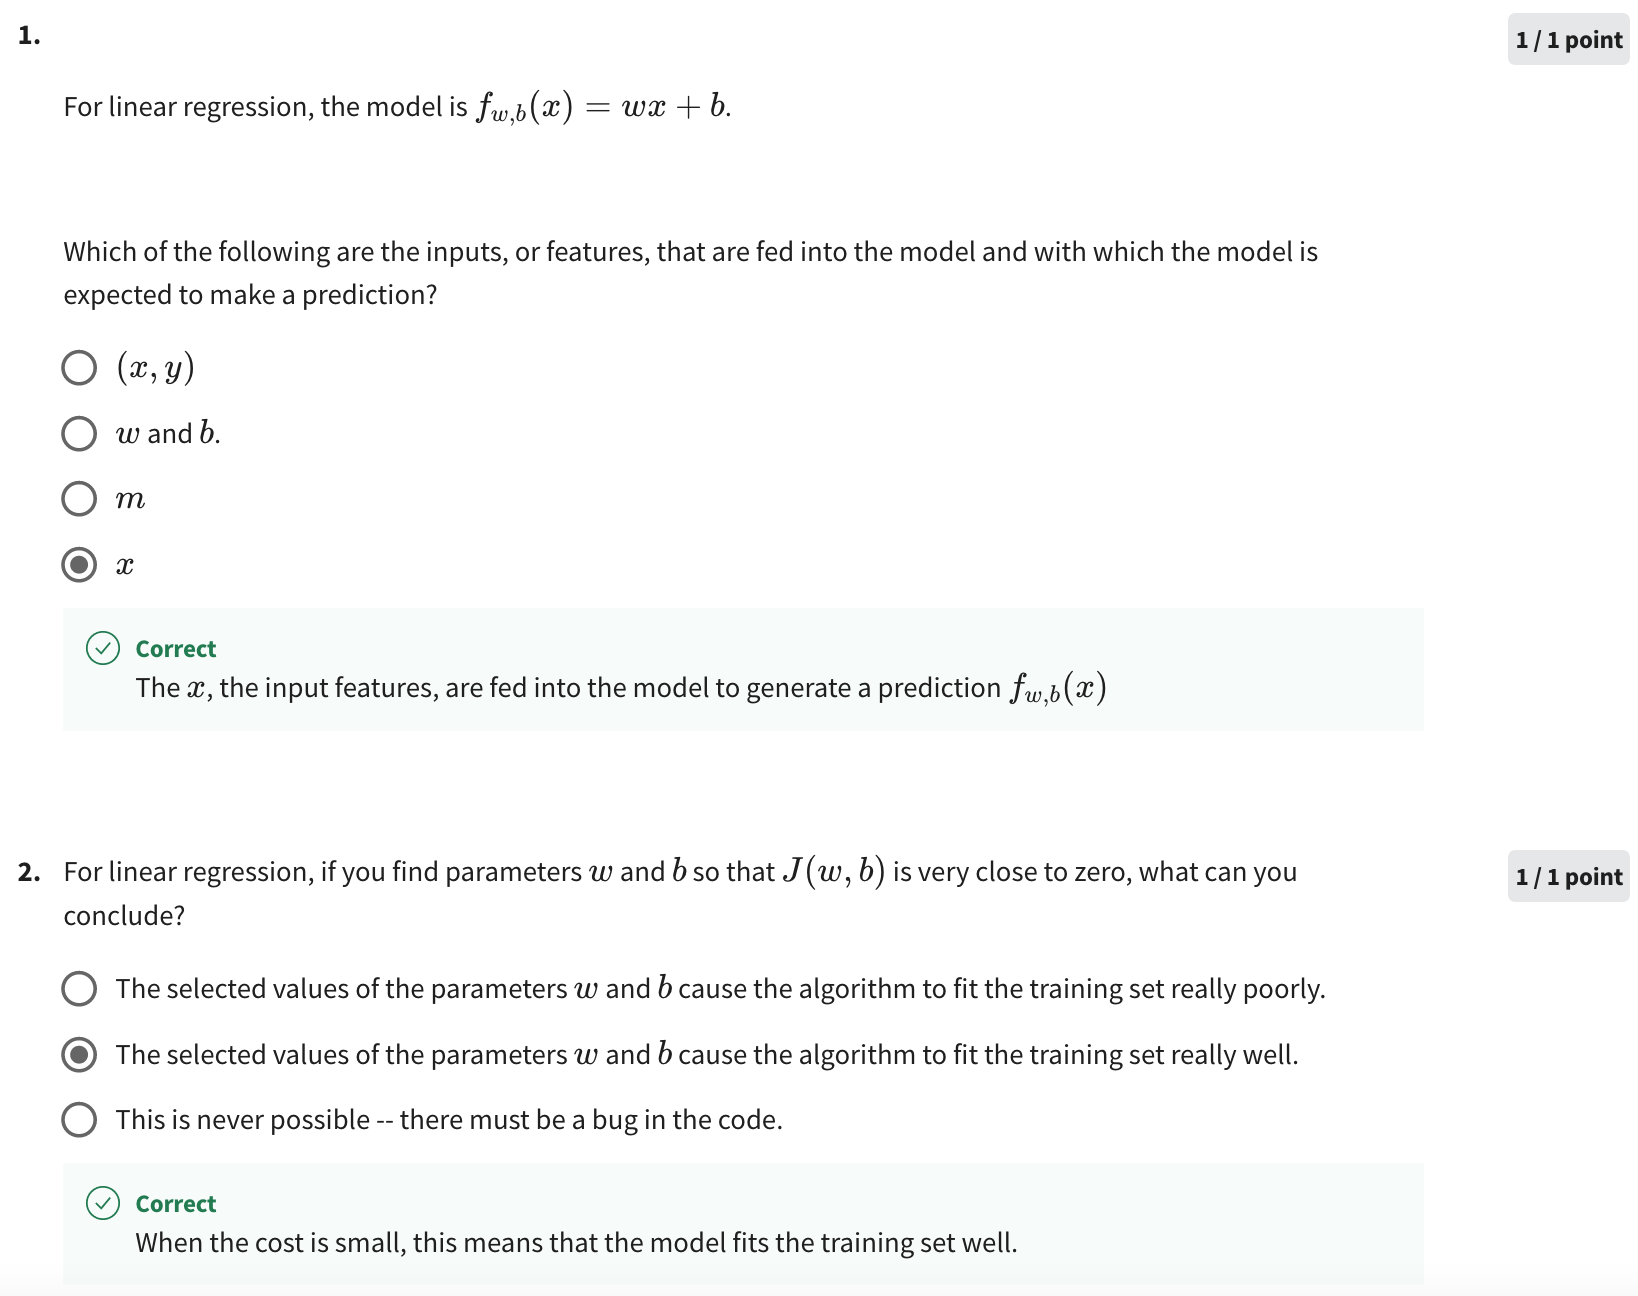 1.
1 / 1 point
For linear regression, the model is f_{w,b}(x) = wx + b.
Which of the following are the inputs, or features, that are fed into the model and with which the model is
expected to make a prediction?
(x, y)
w and b.
m
x
Correct
The x, the input features, are fed into the model to generate a prediction f_{w,b}(x)
2. For linear regression, if you find parameters w and b so that J(w, b) is very close to zero, what can you
1 / 1 point
conclude?
The selected values of the parameters w and b cause the algorithm to fit the training set really poorly.
The selected values of the parameters w and b cause the algorithm to fit the training set really well.
This is never possible -- there must be a bug in the code.
Correct
When the cost is small, this means that the model fits the training set well.